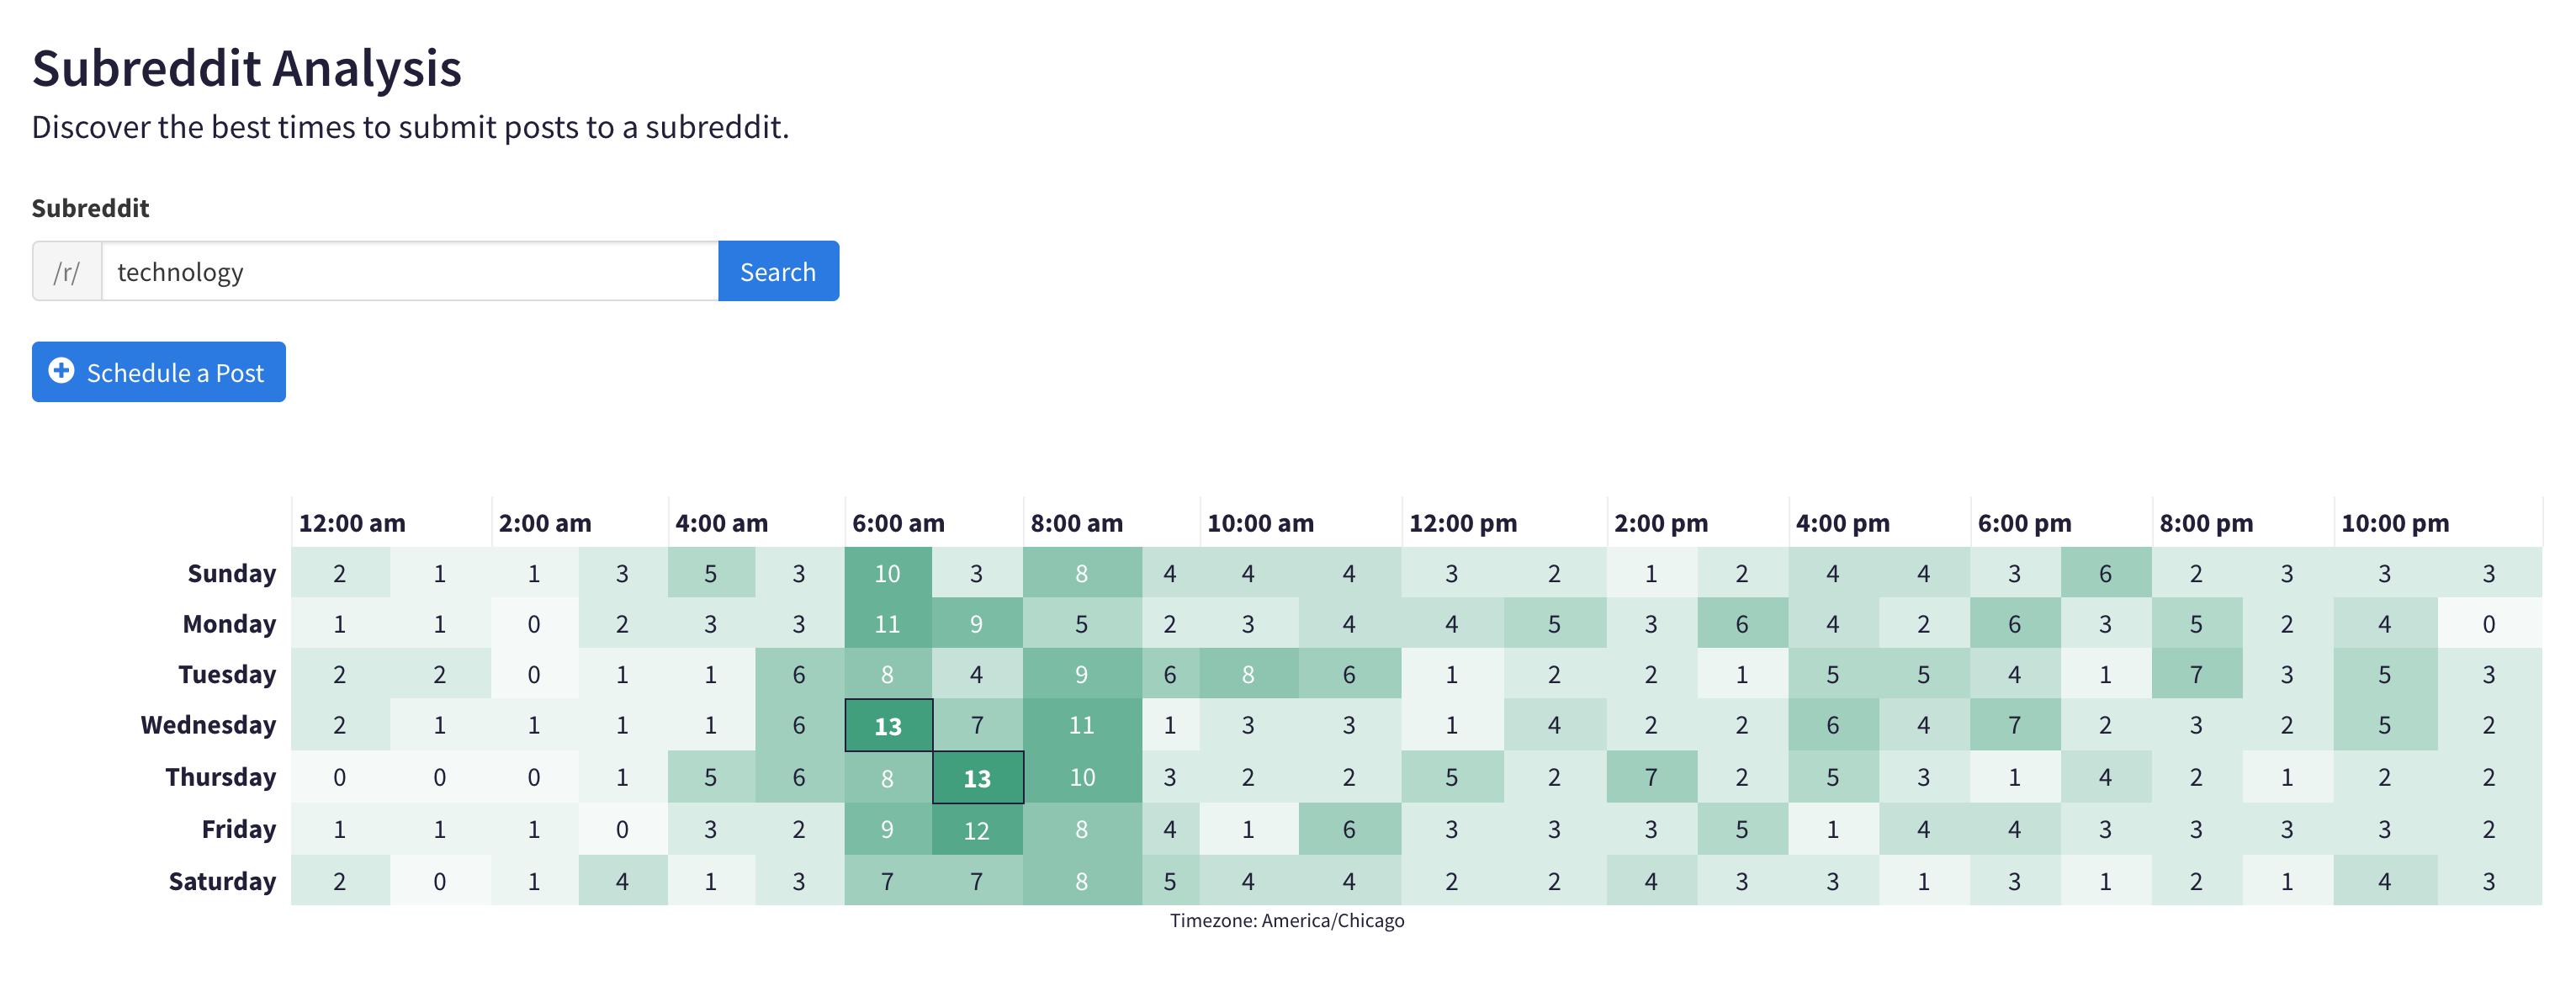 Subreddit Analysis
Discover the best times to submit posts to a subreddit.
Subreddit
/r/ technology Search
Schedule a Post
12:00 am 2:00 am 4:00 am 6:00 am 8:00 am 10:00 am 12:00 pm 2:00 pm 4:00 pm 6:00 pm 8:00 pm 10:00 pm
Sunday 2 1 1 3 5 3 10 3 8 4 4 4 3 2 1 2 4 4 3 6 2 3 3 3
Monday 1 1 0 2 3 3 11 9 5 2 3 4 4 5 3 6 4 2 6 3 5 2 4 0
Tuesday 2 2 0 1 1 6 8 4 9 6 8 6 1 2 2 1 5 5 4 1 7 3 5 3
Wednesday 2 1 1 1 1 6 13 7 11 1 3 3 1 4 2 2 6 4 7 2 3 2 5 2
Thursday 0 0 0 1 5 6 8 13 10 3 2 2 5 2 7 2 5 3 1 4 2 1 2 2
Friday 1 1 1 0 3 2 9 12 8 4 1 6 3 3 3 5 1 4 4 3 3 3 3 2
Saturday 2 0 1 4 1 3 7 7 8 5 4 4 2 2 4 3 3 1 3 1 2 1 4 3
Timezone: America/Chicago